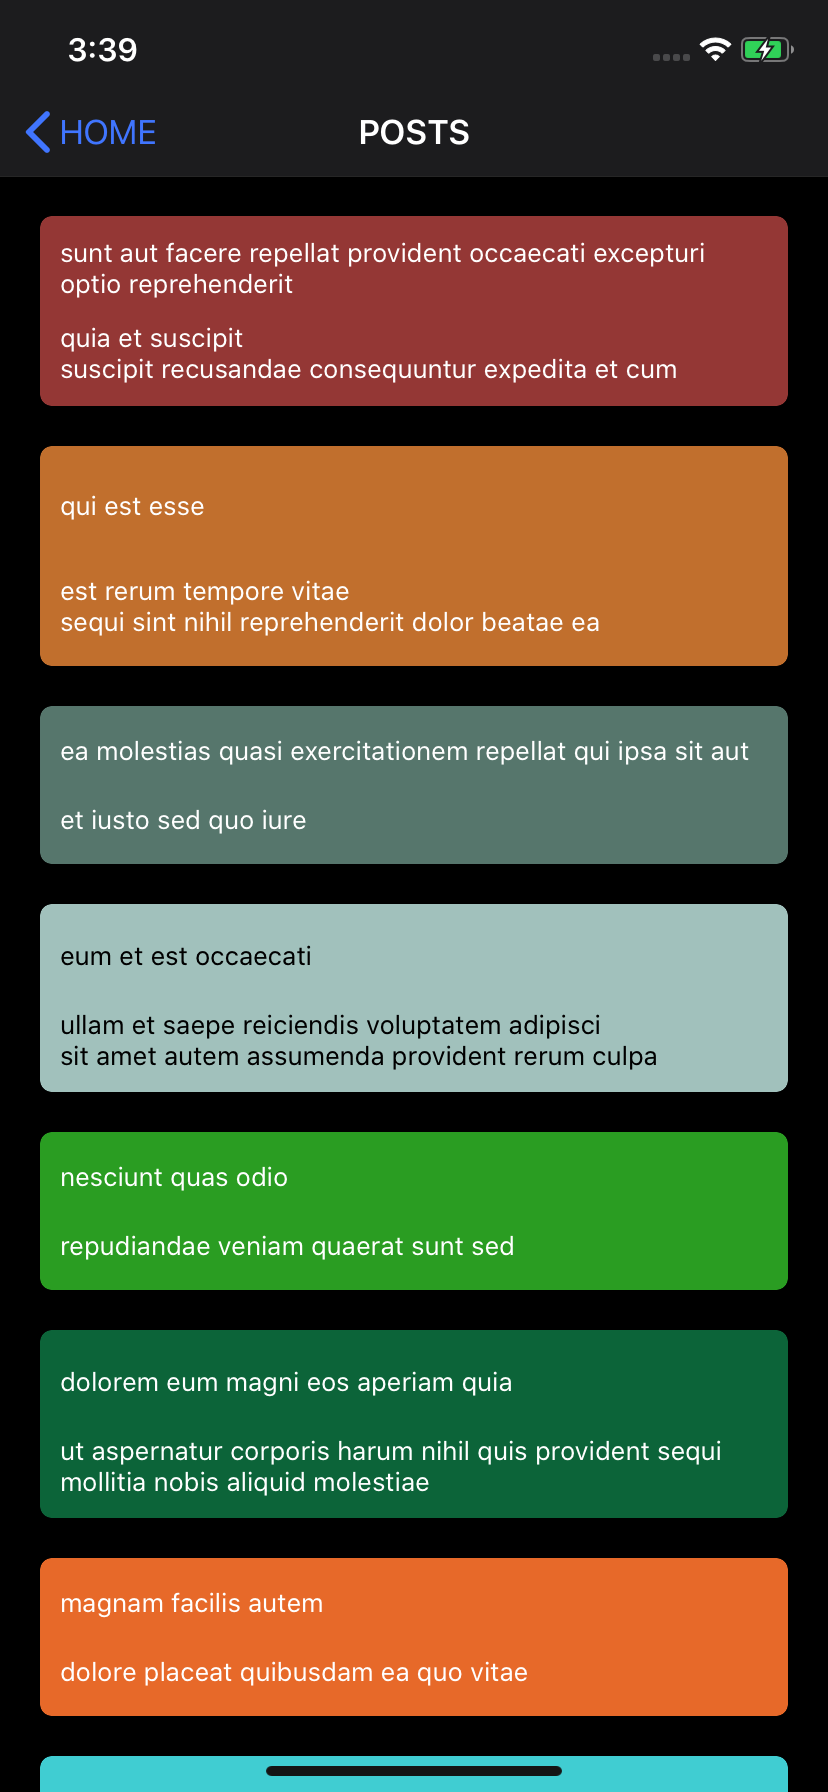 3:39
HOME
POSTS
sunt aut facere repellat provident occaecati excepturi
optio reprehenderit
quia et suscipit
suscipit recusandae consequuntur expedita et cum
qui est esse
est rerum tempore vitae
sequi sint nihil reprehenderit dolor beatae ea
ea molestias quasi exercitationem repellat qui ipsa sit aut
et iusto sed quo iure
eum et est occaecati
ullam et saepe reiciendis voluptatem adipisci
sit amet autem assumenda provident rerum culpa
nesciunt quas odio
repudiandae veniam quaerat sunt sed
dolorem eum magni eos aperiam quia
ut aspernatur corporis harum nihil quis provident sequi
mollitia nobis aliquid molestiae
magnam facilis autem
dolore placeat quibusdam ea quo vitae